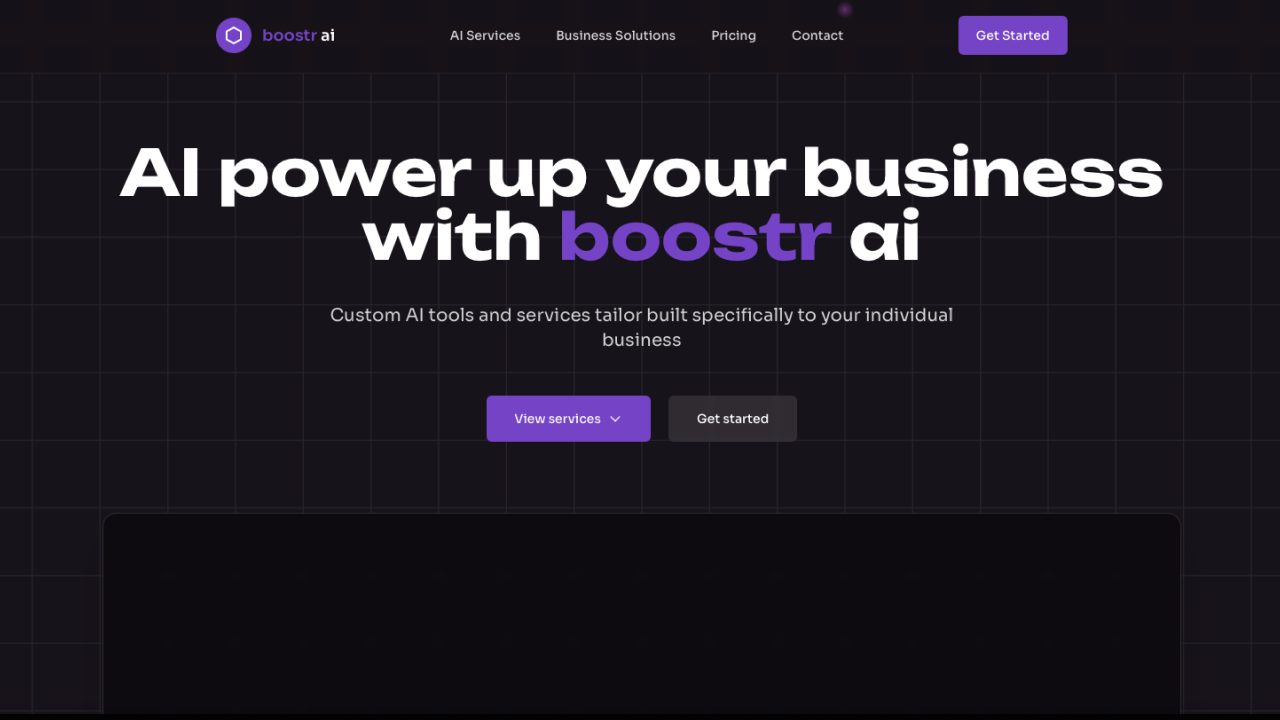 boostr ai
AI Services
Business Solutions
Pricing
Contact
Get Started
AI power up your business
with boostr ai
Custom AI tools and services tailor built specifically to your individual
business
View services
Get started